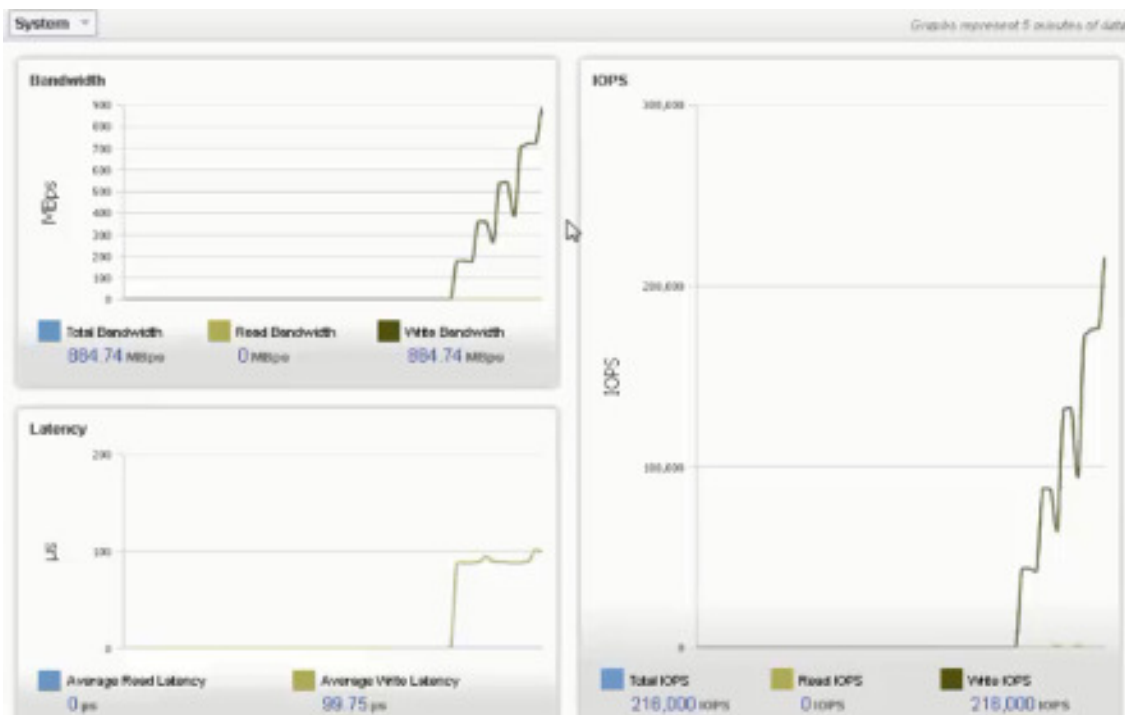 System
Graphs represent 5 minutes of data
Bandwidth
900
800
700
600
500
400
300
200
100
0
MBps
Total Bandwidth
Read Bandwidth
Write Bandwidth
884.74 MBps
0 MBps
884.74 MBps
Latency
200
100
0
µs
Average Read Latency
Average Write Latency
0 µs
99.75 µs
IOPS
300,000
200,000
100,000
0
IOPS
Total IOPS
Read IOPS
Write IOPS
216,000 IOPS
0 IOPS
216,000 IOPS